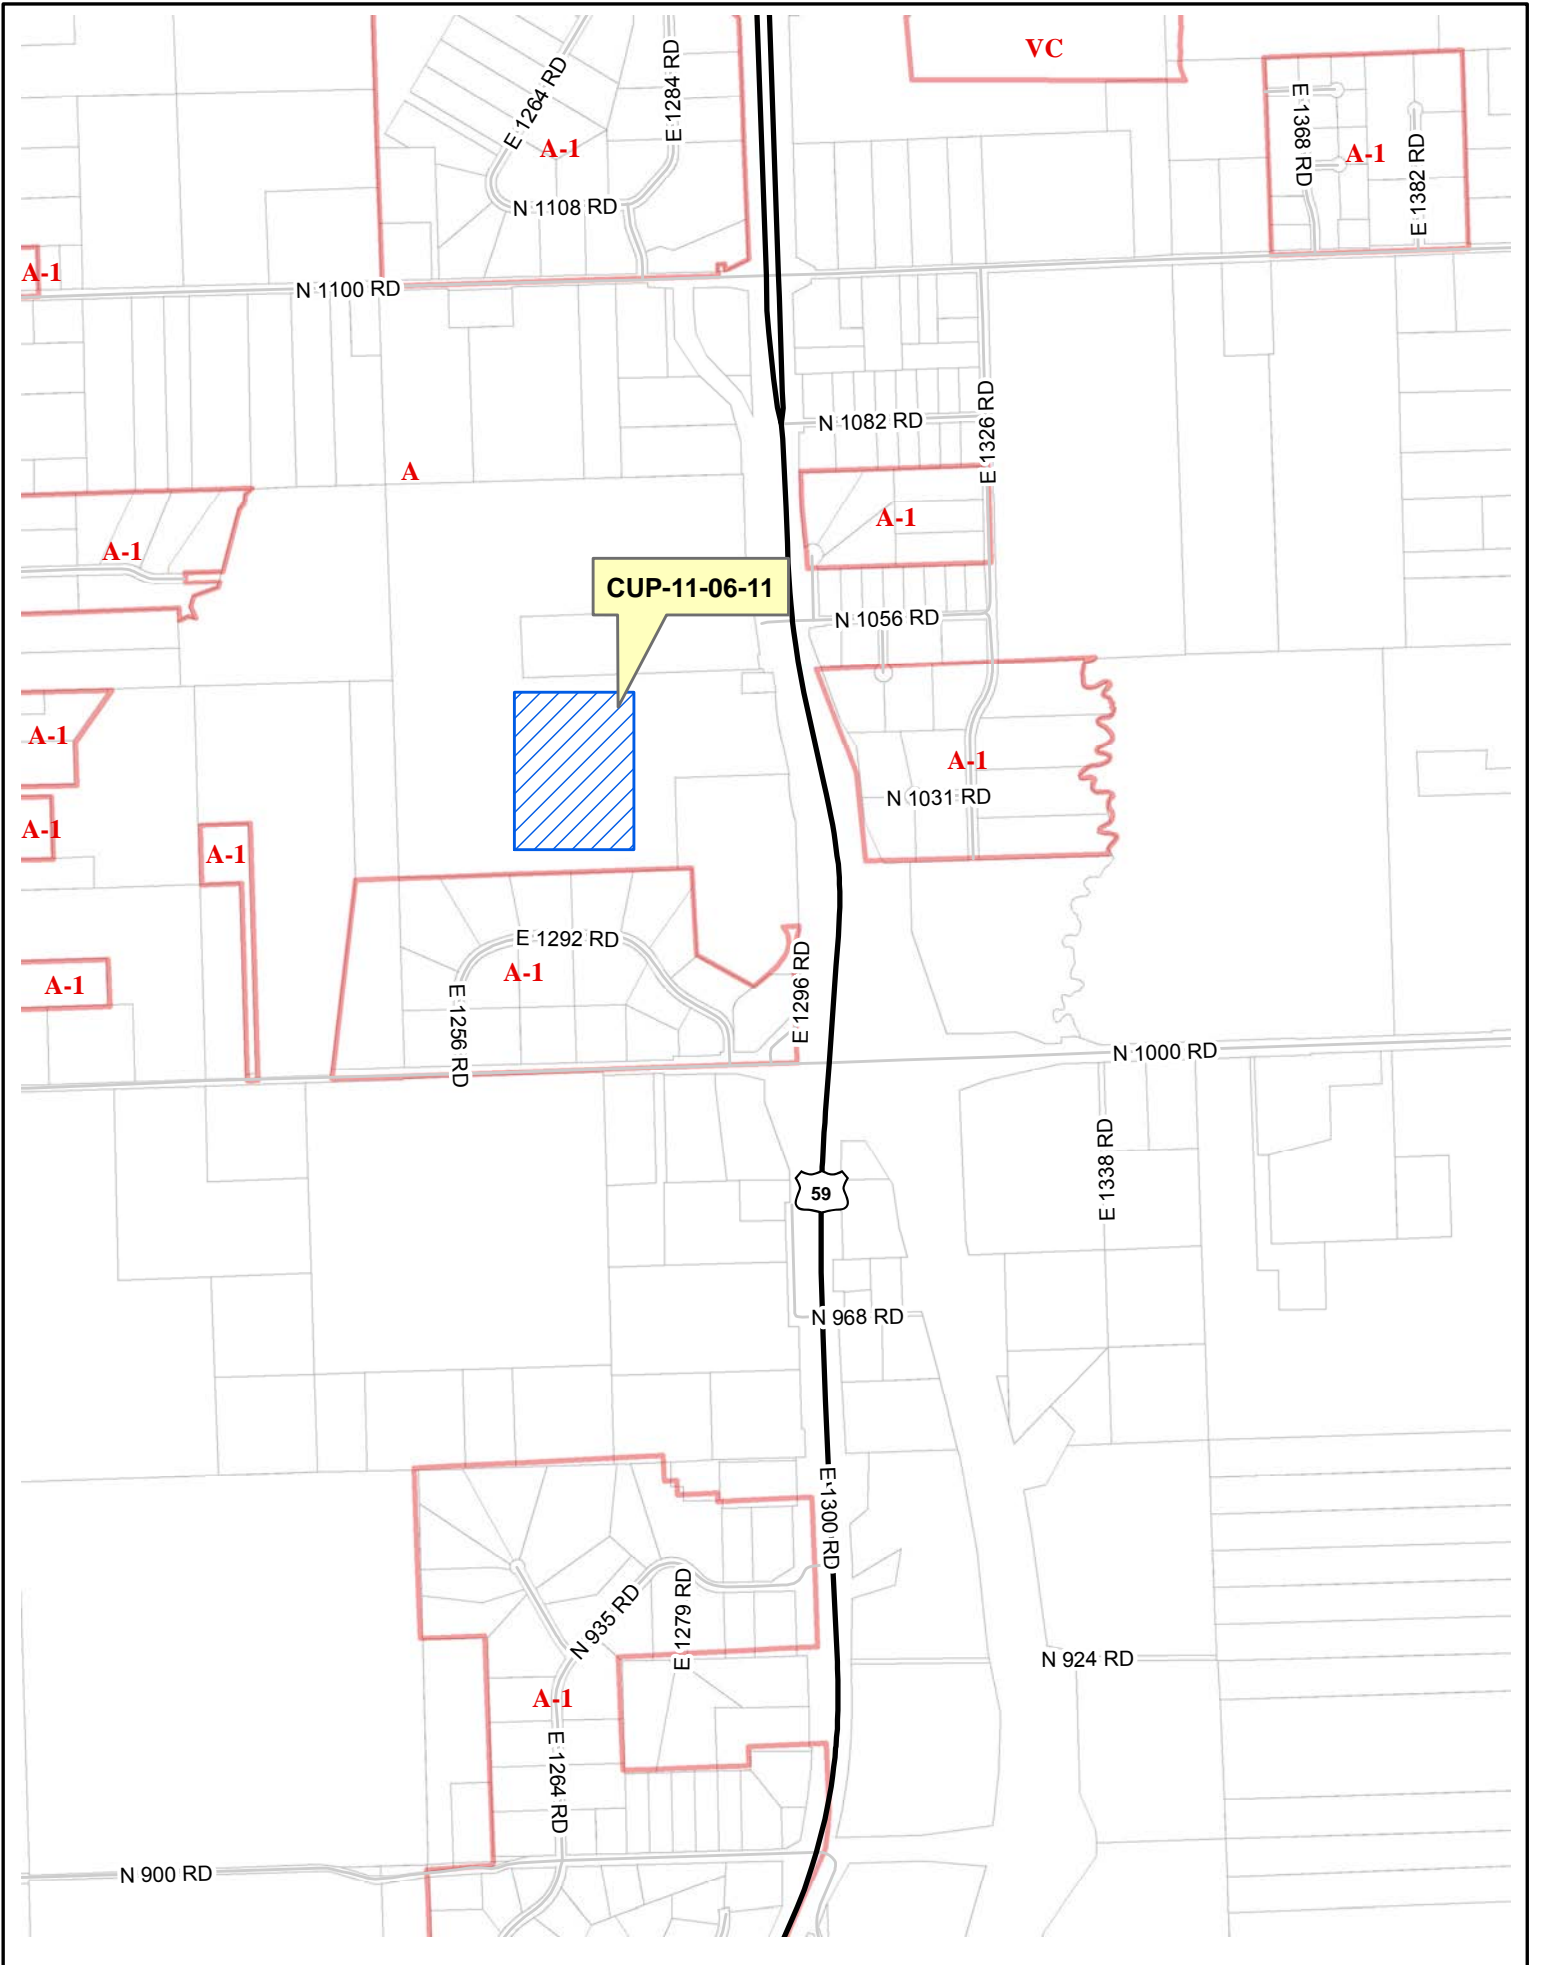 VC
E 1264 RD
E 1284 RD
A-1
E 1368 RD
A-1
E 1382 RD
N 1108 RD
A-1
N 1100 RD
N 1082 RD
E 1326 RD
A
A-1
A-1
CUP-11-06-11
N 1056 RD
A-1
A-1
N 1031 RD
A-1
A-1
E 1292 RD
A-1
A-1
E 1296 RD
E 1256 RD
N 1000 RD
E 1338 RD
59
N 968 RD
E 1300 RD
N 935 RD
E 1279 RD
N 924 RD
A-1
E 1264 RD
N 900 RD